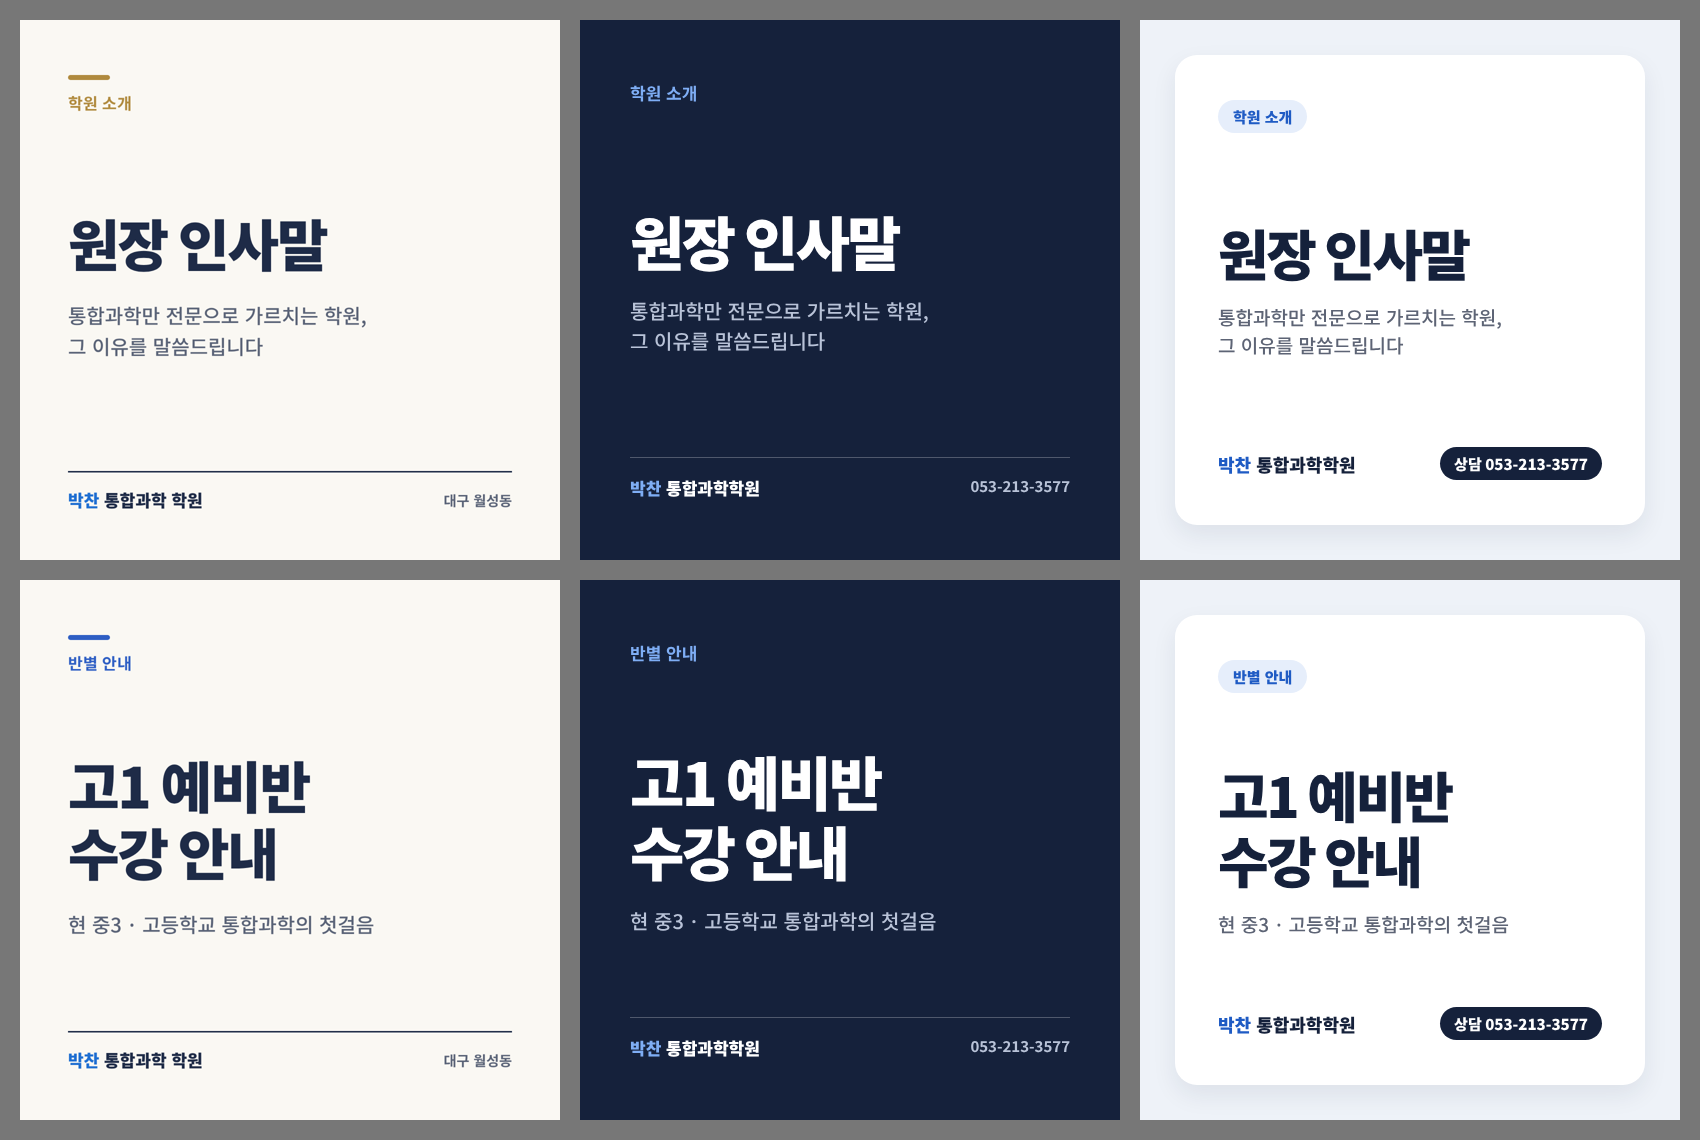 학원 소개
원장 인사말
통합과학만 전문으로 가르치는 학원,
그 이유를 말씀드립니다
박찬 통합과학 학원
대구 월성동
학원 소개
원장 인사말
통합과학만 전문으로 가르치는 학원,
그 이유를 말씀드립니다
박찬 통합과학학원
053-213-3577
학원 소개
원장 인사말
통합과학만 전문으로 가르치는 학원,
그 이유를 말씀드립니다
박찬 통합과학학원
상담 053-213-3577
반별 안내
고1 예비반
수강 안내
현 중3 · 고등학교 통합과학의 첫걸음
박찬 통합과학 학원
대구 월성동
반별 안내
고1 예비반
수강 안내
현 중3 · 고등학교 통합과학의 첫걸음
박찬 통합과학학원
053-213-3577
반별 안내
고1 예비반
수강 안내
현 중3 · 고등학교 통합과학의 첫걸음
박찬 통합과학학원
상담 053-213-3577